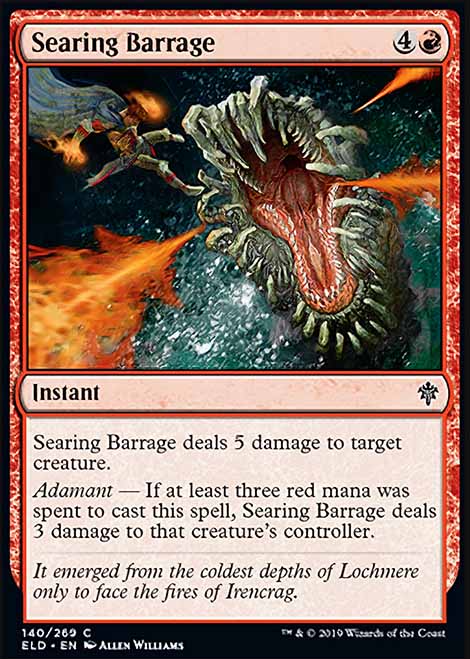 Searing Barrage 4
Instant
Searing Barrage deals 5 damage to target
creature.
Adamant — If at least three red mana was
spent to cast this spell, Searing Barrage deals
3 damage to that creature's controller.
It emerged from the coldest depths of Lochmere
only to face the fires of Irencrag.
140/269 C
ELD • EN Allen Williams
™ & © 2019 Wizards of the Coast